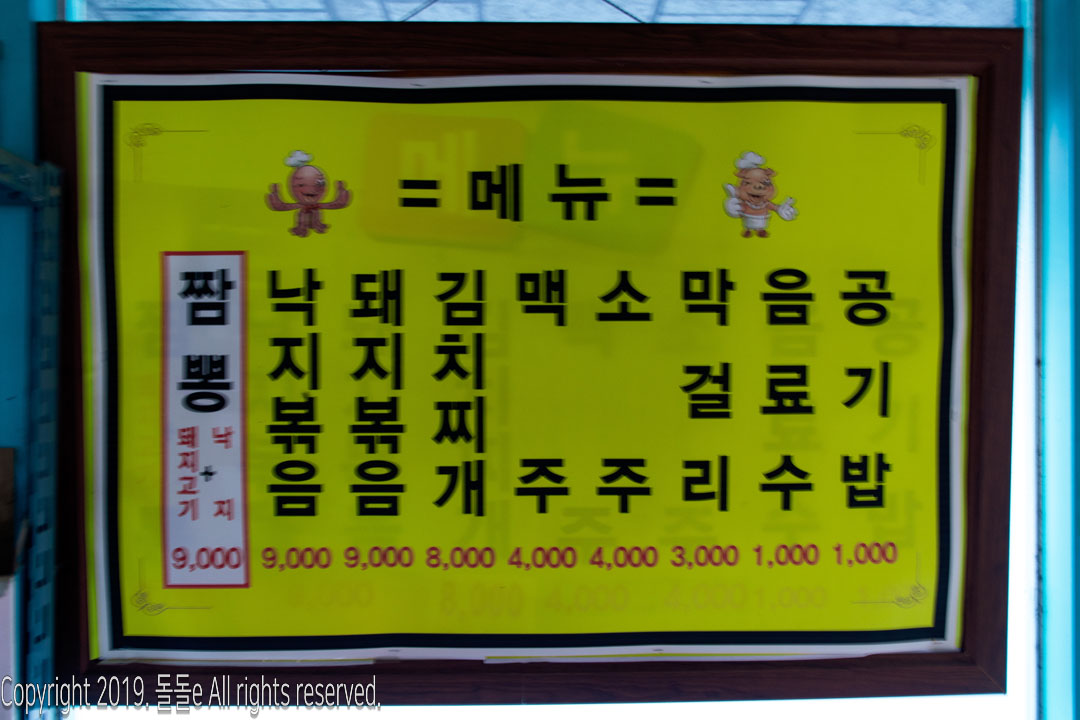 = 메뉴 =
짬뽕
낙지
+
돼지고기
9,000
낙지볶음
9,000
돼지볶음
9,000
김치찌개
8,000
맥주
4,000
소주
4,000
막걸리
3,000
음료수
1,000
공기밥
1,000
Copyright 2019. 돌돌e All rights reserved.